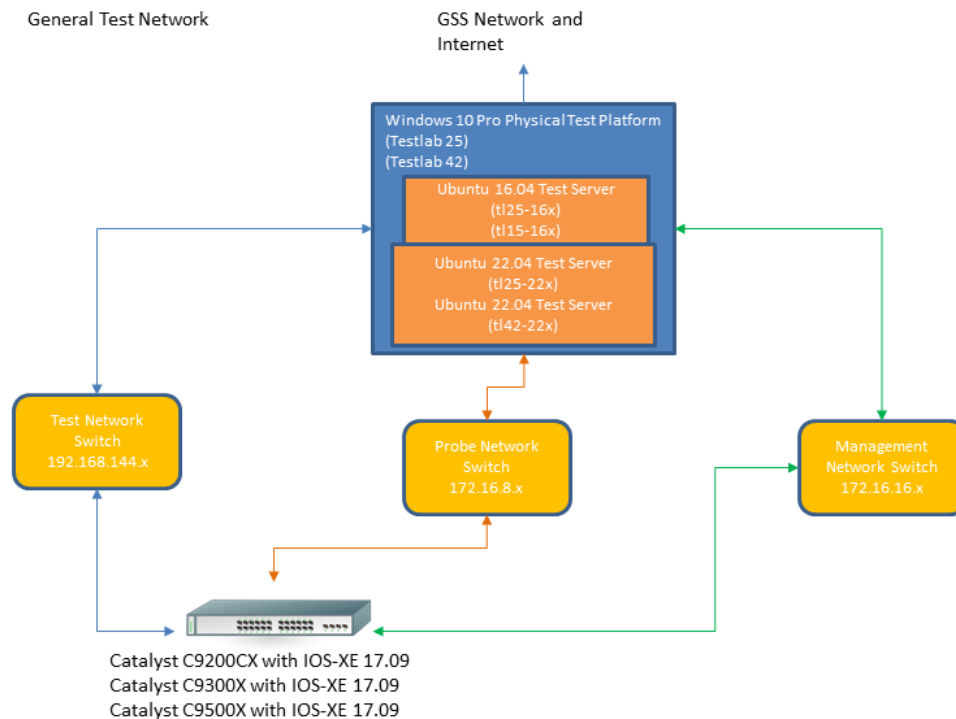 General Test Network
GSS Network and
Internet
Windows 10 Pro Physical Test Platform
(Testlab 25)
(Testlab 42)
Ubuntu 16.04 Test Server
(tl25-16x)
(tl15-16x)
Ubuntu 22.04 Test Server
(tl25-22x)
Ubuntu 22.04 Test Server
(tl42-22x)
Test Network
Switch
192.168.144.x
Probe Network
Switch
172.16.8.x
Management
Network Switch
172.16.16.x
Catalyst C9200CX with IOS-XE 17.09
Catalyst C9300X with IOS-XE 17.09
Catalyst C9500X with IOS-XE 17.09